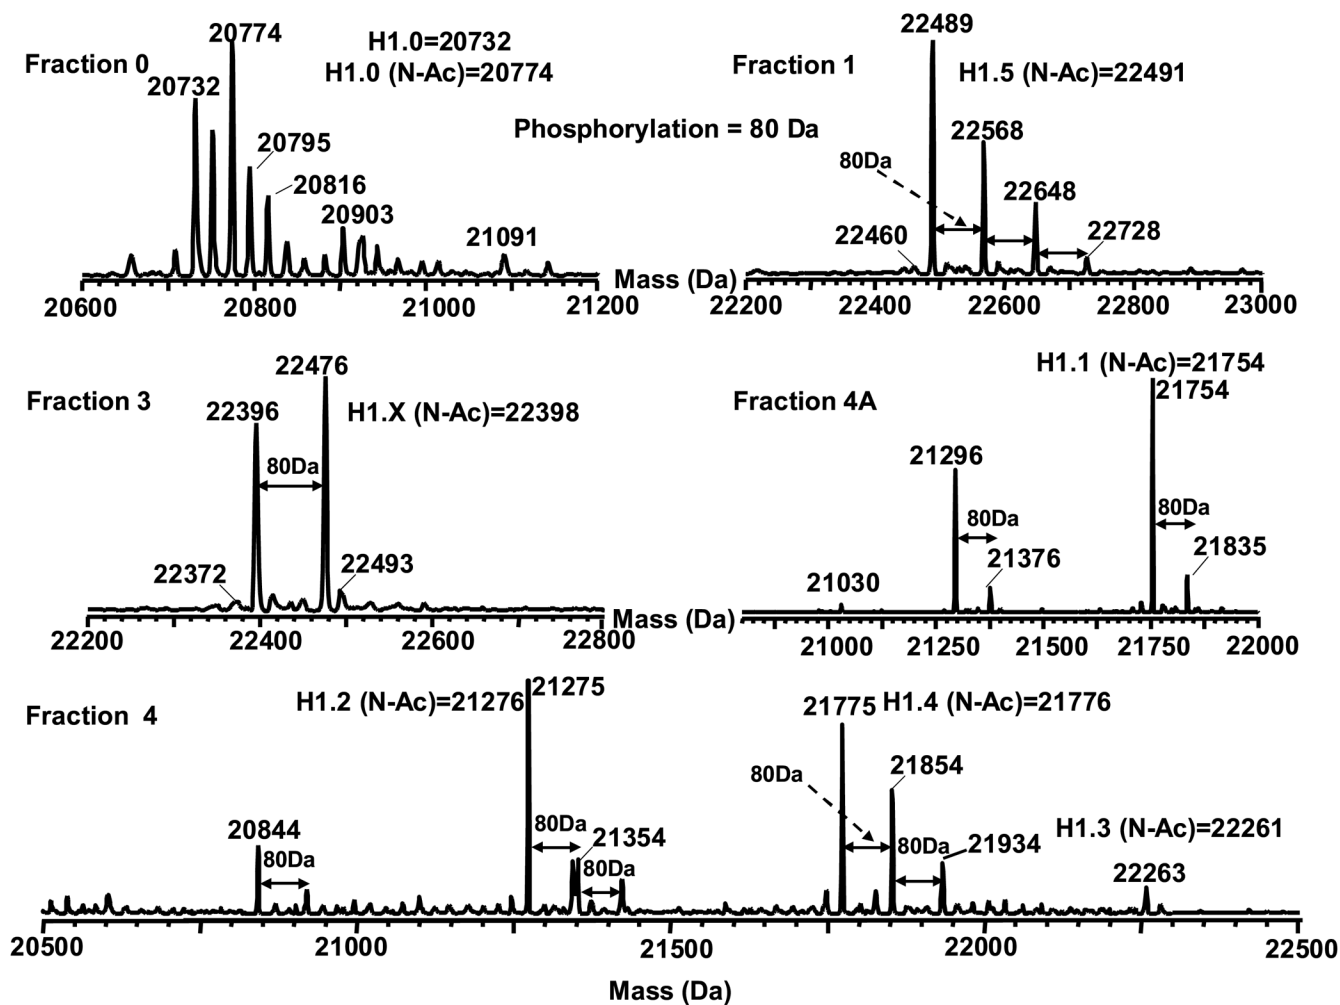 Fraction 0
20774
20732
H1.0=20732
H1.0 (N-Ac)=20774
20795
20816
20903
21091
20600 20800 21000 21200
Mass (Da)
Phosphorylation = 80 Da
Fraction 1
22489
H1.5 (N-Ac)=22491
22568
80Da
22648
22460
22728
22200 22400 22600 22800 23000
Fraction 3
22476
22396
H1.X (N-Ac)=22398
80Da
22372
22493
22200 22400 22600 22800
Mass (Da)
Fraction 4A
H1.1 (N-Ac)=21754
21754
21296
80Da
80Da
21376
21835
21030
21000 21250 21500 21750 22000
Fraction 4
H1.2 (N-Ac)=21276
21275
21775
H1.4 (N-Ac)=21776
80Da
21854
20844
80Da
80Da
21354
80Da
80Da
21934
H1.3 (N-Ac)=22261
22263
20500 21000 21500 22000 22500
Mass (Da)